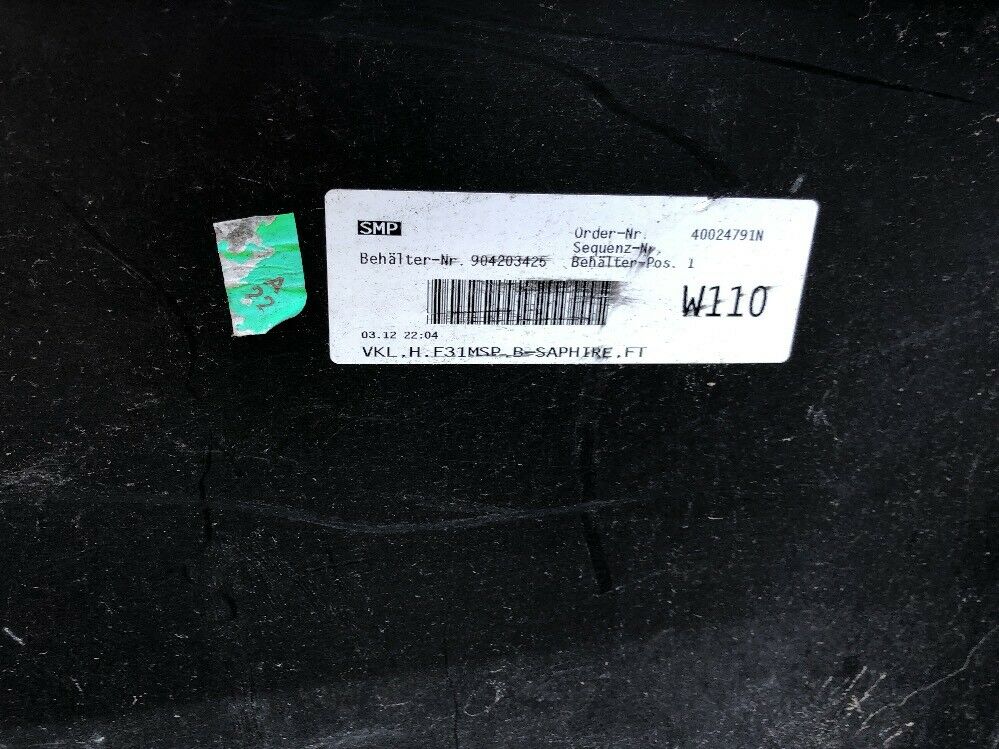 SMP
Order-Nr. 40024791N
Sequenz-Nr.
Behälter-Nr. 904203425 Behälter-Pos. 1
W110
03.12 22:04
VKL.H.F31MSP.B-SAPHIRE.FT
A
22